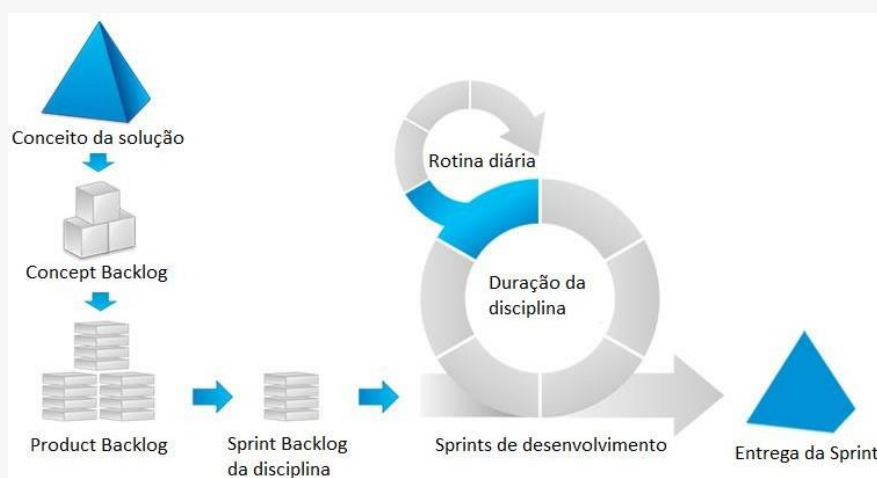 Conceito da solução
Rotina diária
Concept Backlog
Duração da
disciplina
Product Backlog
Sprint Backlog
da disciplina
Sprints de desenvolvimento
Entrega da Sprint